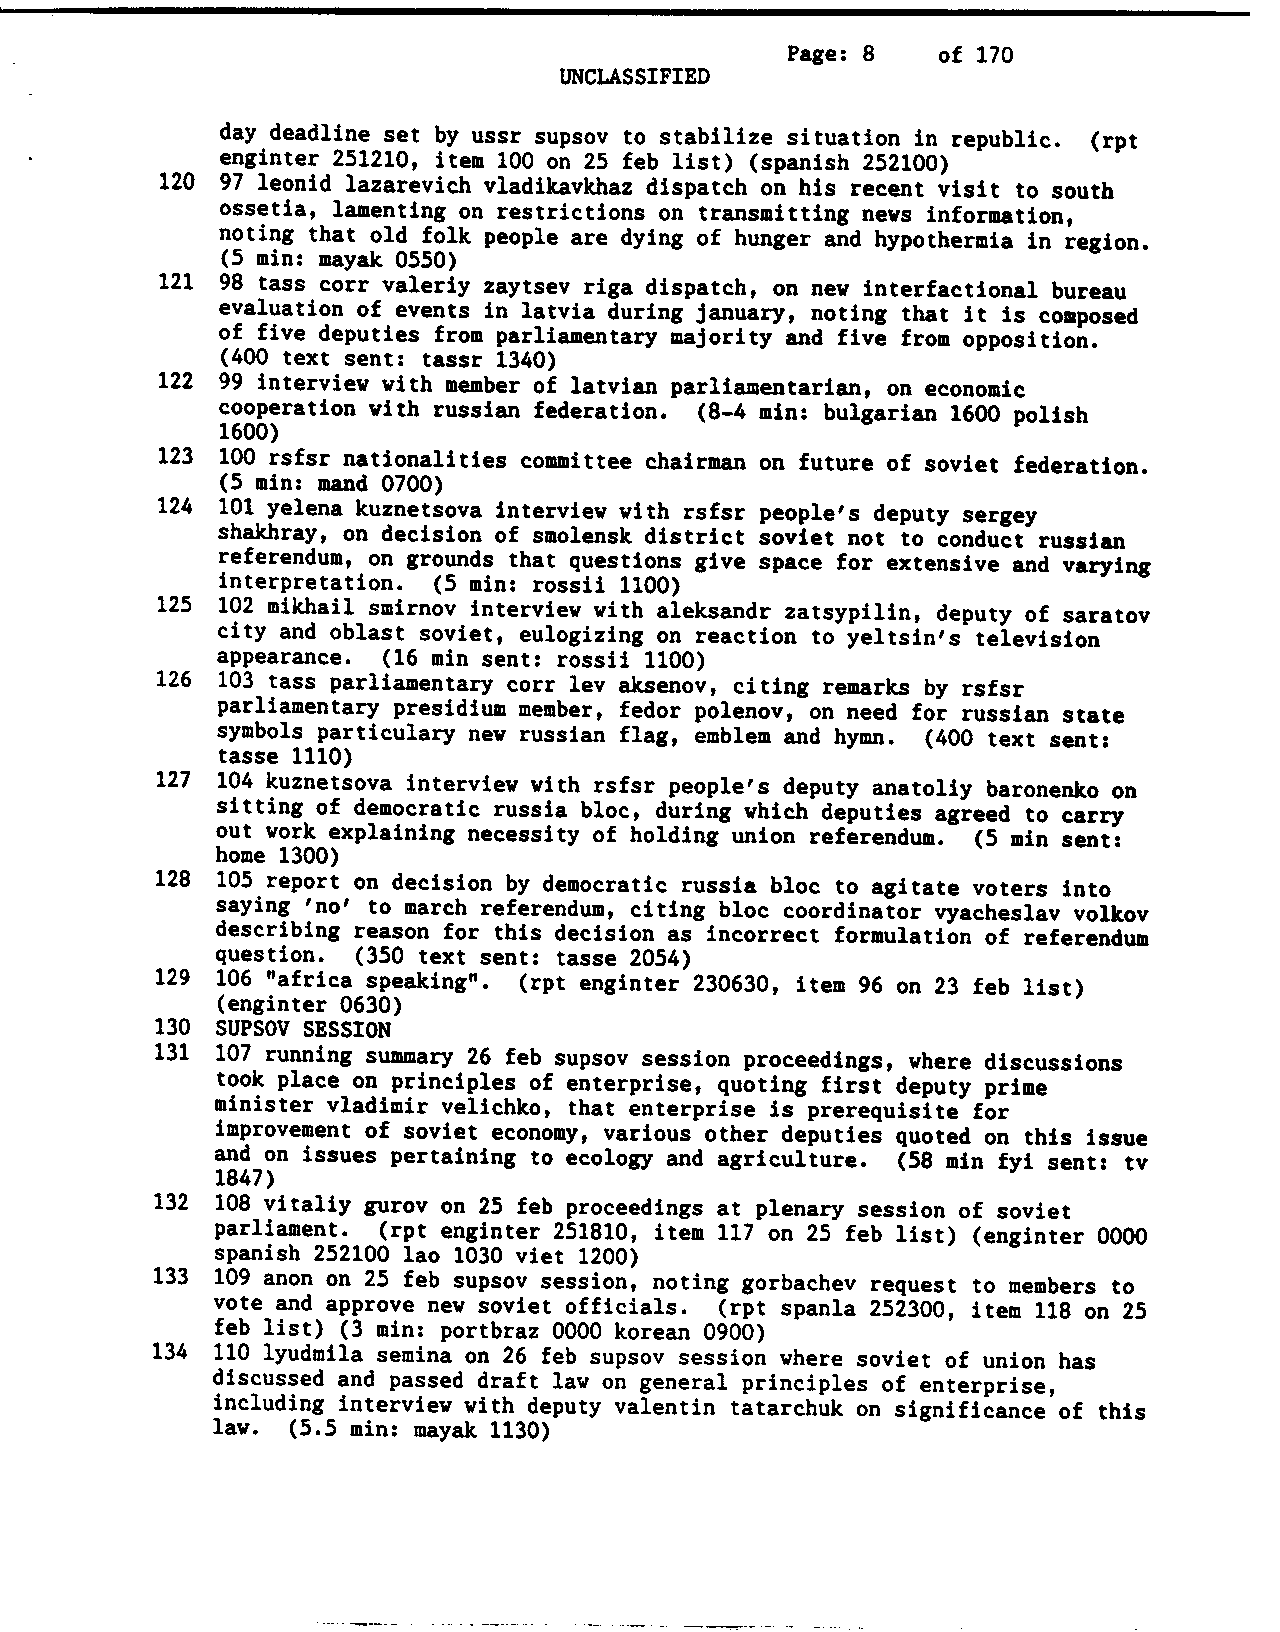 Page: 8 of 170
UNCLASSIFIED
day deadline set by ussr supsov to stabilize situation in republic. (rpt
enginter 251210, item 100 on 25 feb list) (spanish 252100)
120 97 leonid lazarevich vladikavkhaz dispatch on his recent visit to south
ossetia, lamenting on restrictions on transmitting news information,
noting that old folk people are dying of hunger and hypothermia in region.
(5 min: mayak 0550)
121 98 tass corr valeriy zaytsev riga dispatch, on new interfactional bureau
evaluation of events in latvia during january, noting that it is composed
of five deputies from parliamentary majority and five from opposition.
(400 text sent: tassr 1340)
122 99 interview with member of latvian parliamentarian, on economic
cooperation with russian federation. (8-4 min: bulgarian 1600 polish
1600)
123 100 rsfsr nationalities committee chairman on future of soviet federation.
(5 min: mand 0700)
124 101 yelena kuznetsova interview with rsfsr people's deputy sergey
shakhray, on decision of smolensk district soviet not to conduct russian
referendum, on grounds that questions give space for extensive and varying
interpretation. (5 min: rossii 1100)
125 102 mikhail smirnov interview with aleksandr zatsypilin, deputy of saratov
city and oblast soviet, eulogizing on reaction to yeltsin's television
appearance. (16 min sent: rossii 1100)
126 103 tass parliamentary corr lev aksenov, citing remarks by rsfsr
parliamentary presidium member, fedor polenov, on need for russian state
symbols particulary new russian flag, emblem and hymn. (400 text sent:
tasse 1110)
127 104 kuznetsova interview with rsfsr people's deputy anatoliy baronenko on
sitting of democratic russia bloc, during which deputies agreed to carry
out work explaining necessity of holding union referendum. (5 min sent:
home 1300)
128 105 report on decision by democratic russia bloc to agitate voters into
saying 'no' to march referendum, citing bloc coordinator vyacheslav volkov
describing reason for this decision as incorrect formulation of referendum
question. (350 text sent: tasse 2054)
129 106 "africa speaking". (rpt enginter 230630, item 96 on 23 feb list)
(enginter 0630)
130 SUPSOV SESSION
131 107 running summary 26 feb supsov session proceedings, where discussions
took place on principles of enterprise, quoting first deputy prime
minister vladimir velichko, that enterprise is prerequisite for
improvement of soviet economy, various other deputies quoted on this issue
and on issues pertaining to ecology and agriculture. (58 min fyi sent: tv
1847)
132 108 vitaliy gurov on 25 feb proceedings at plenary session of soviet
parliament. (rpt enginter 251810, item 117 on 25 feb list) (enginter 0000
spanish 252100 lao 1030 viet 1200)
133 109 anon on 25 feb supsov session, noting gorbachev request to members to
vote and approve new soviet officials. (rpt spanla 252300, item 118 on 25
feb list) (3 min: portbraz 0000 korean 0900)
134 110 lyudmila semina on 26 feb supsov session where soviet of union has
discussed and passed draft law on general principles of enterprise,
including interview with deputy valentin tatarchuk on significance of this
law. (5.5 min: mayak 1130)